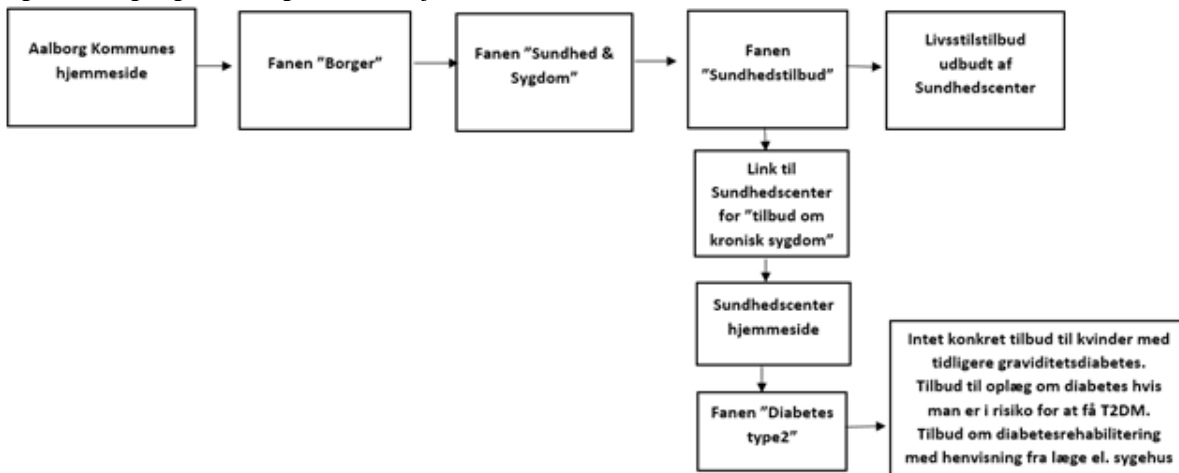 Aalborg Kommunes
hjemmeside
Fanen ”Borger”
Fanen ”Sundhed &
Sygdom”
Fanen
”Sundhedstilbud”
Livsstilstilbud
udbudt af
Sundhedscenter
Link til
Sundhedscenter
for ”tilbud om
kronisk sygdom”
Sundhedscenter
hjemmeside
Fanen ”Diabetes
type2”
Intet konkret tilbud til kvinder med
tidligere graviditetsdiabetes.
Tilbud til oplæg om diabetes hvis
man er i risiko for at få T2DM.
Tilbud om diabetesrehabilitering
med henvisning fra læge el. sygehus